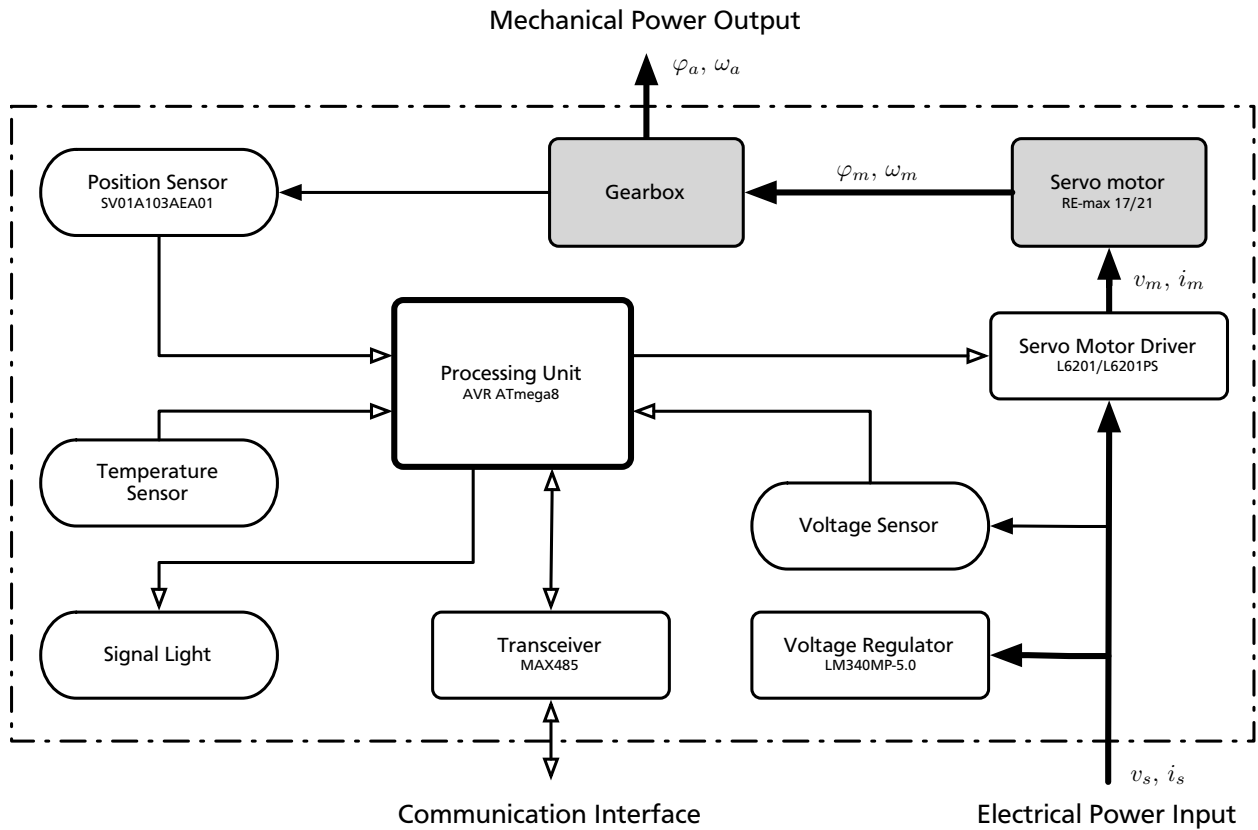 Mechanical Power Output
φₐ, ωₐ
Position Sensor
SV01A103AEA01
Gearbox
φₘ, ωₘ
Servo motor
RE-max 17/21
vₘ, iₘ
Servo Motor Driver
L6201/L6201PS
Processing Unit
AVR ATmega8
Temperature
Sensor
Voltage Sensor
Signal Light
Transceiver
MAX485
Voltage Regulator
LM340MP-5.0
vₛ, iₛ
Communication Interface
Electrical Power Input